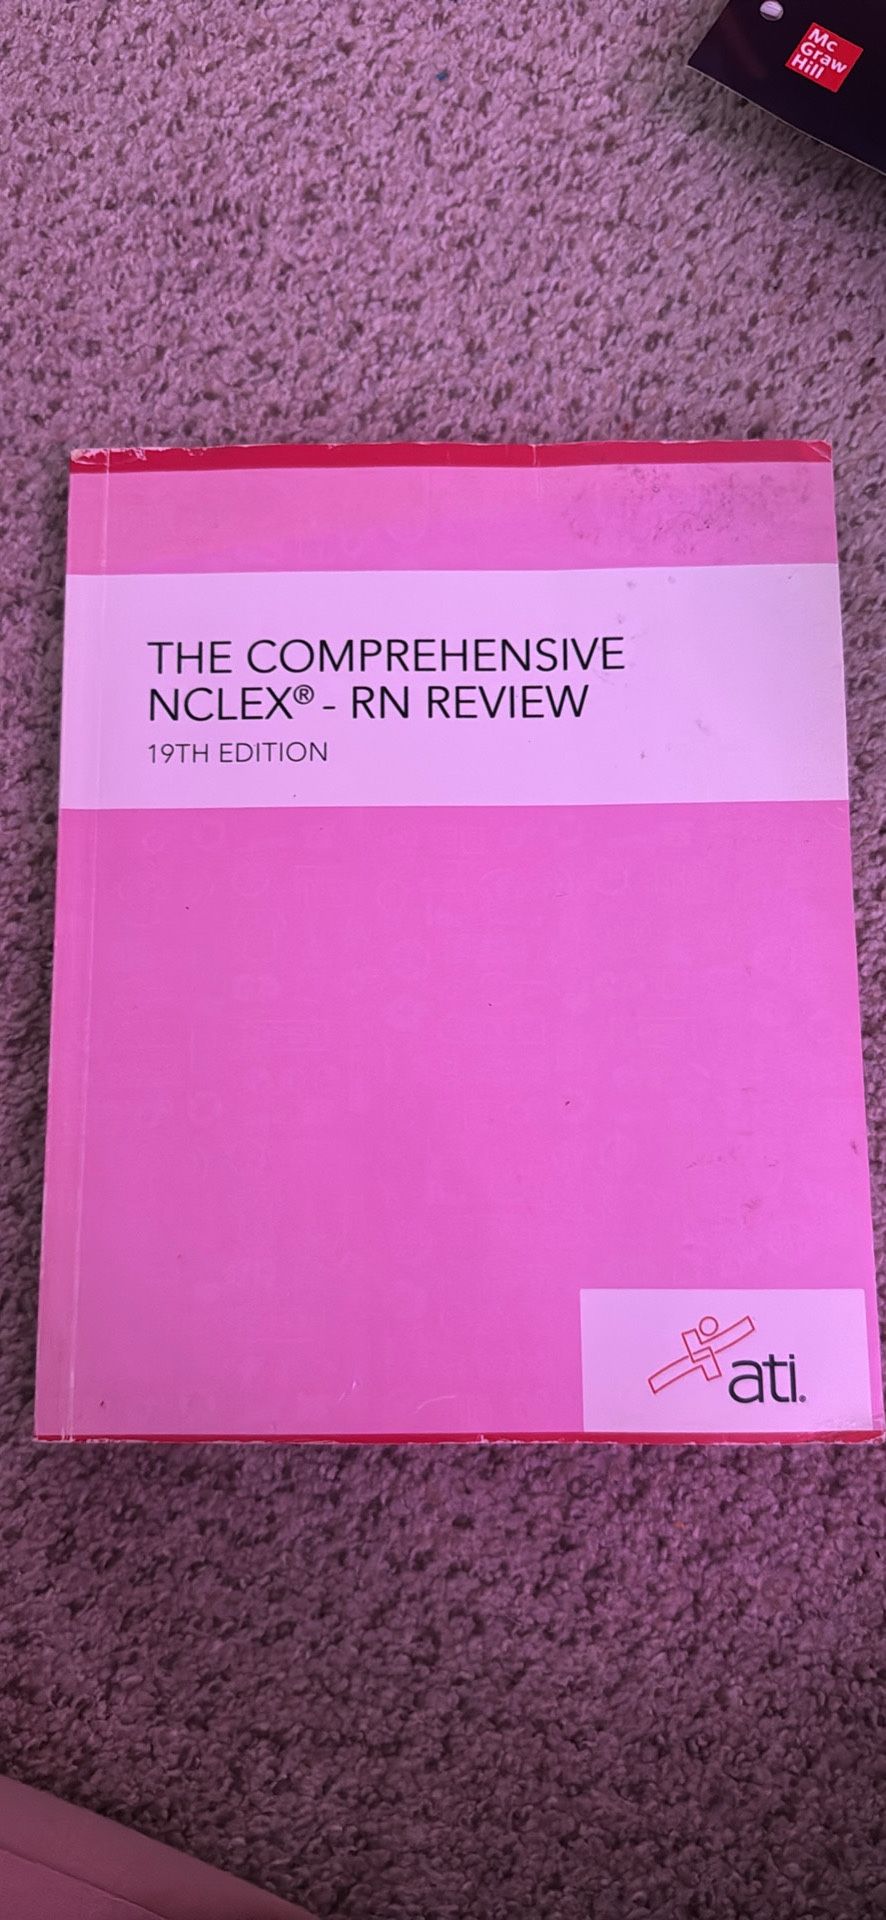 Mc
Graw
Hill
THE COMPREHENSIVE
NCLEX® - RN REVIEW
19TH EDITION
ati®